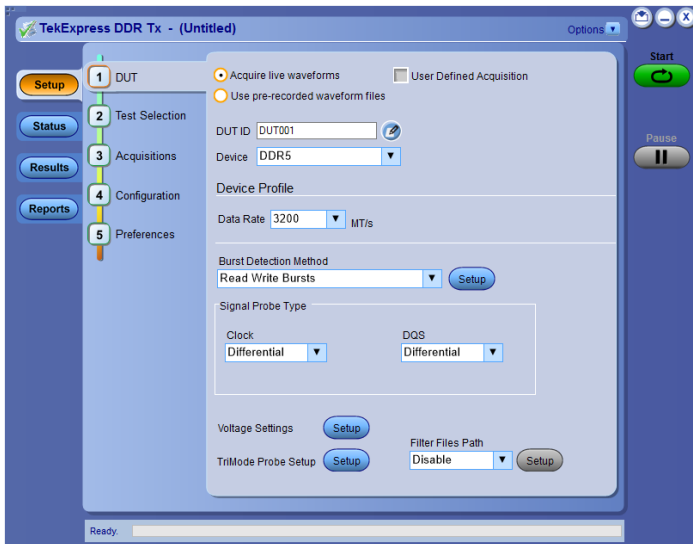 TekExpress DDR Tx - (Untitled)
Options
Start
Pause
Setup
Status
Results
Reports
1 DUT
2 Test Selection
3 Acquisitions
4 Configuration
5 Preferences
Acquire live waveforms
User Defined Acquisition
Use pre-recorded waveform files
DUT ID DUT001
Device DDR5
Device Profile
Data Rate 3200 MT/s
Burst Detection Method
Read Write Bursts Setup
Signal Probe Type
Clock DQS
Differential Differential
Voltage Settings Setup
Filter Files Path
TriMode Probe Setup Setup Disable Setup
Ready.